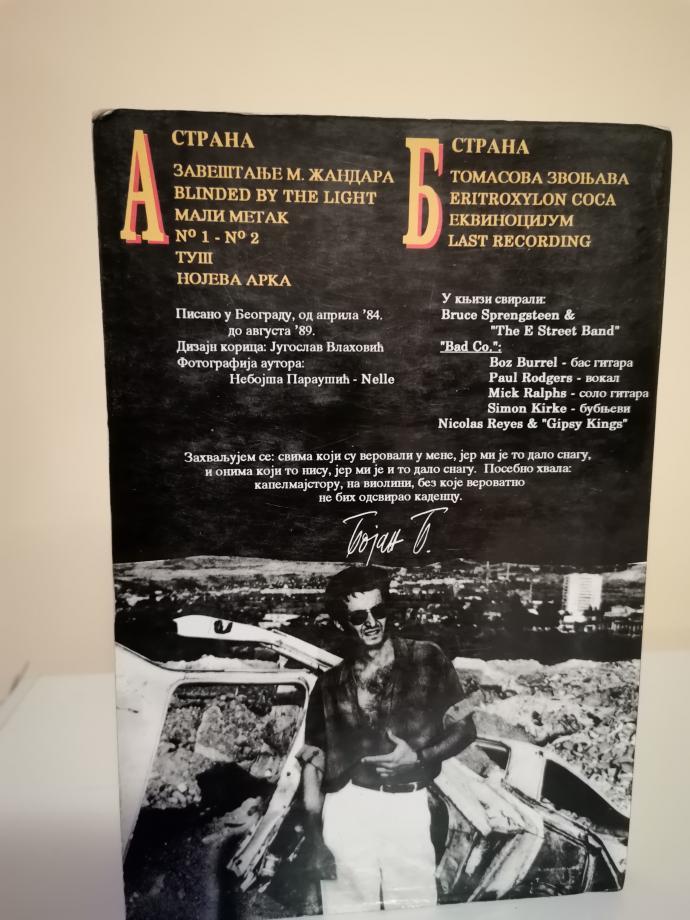 А СТРАНА
ЗАВЕШТАЊЕ М. ЖАНДАРА
BLINDED BY THE LIGHT
МАЛИ МЕТАК
Nº 1 - Nº 2
ТУШ
НОЈЕВА АРКА
Б СТРАНА
ТОМАСОВА ЗВОЊАВА
ERITROXYLON COCA
ЕКВИНОЦИЈУМ
LAST RECORDING
Писано у Београду, од априла '84.
до августа '89.
Дизајн корица: Југослав Влаховић
Фотографија аутора:
Небојша Параушић - Nelle
У књизи свирали:
Bruce Sprengsteen &
"The E Street Band"
"Bad Co.":
Boz Burrel - бас гитара
Paul Rodgers - вокал
Mick Ralphs - соло гитара
Simon Kirke - бубњеви
Nicolas Reyes & "Gipsy Kings"
Захваљујем се: свима који су веровали у мене, јер ми је то дало снагу,
и онима који то нису, јер ми је и то дало снагу. Посебно хвала:
капелмајстору, на виолини, без које вероватно
не бих одсвирао каденцу.
Бојан Б.